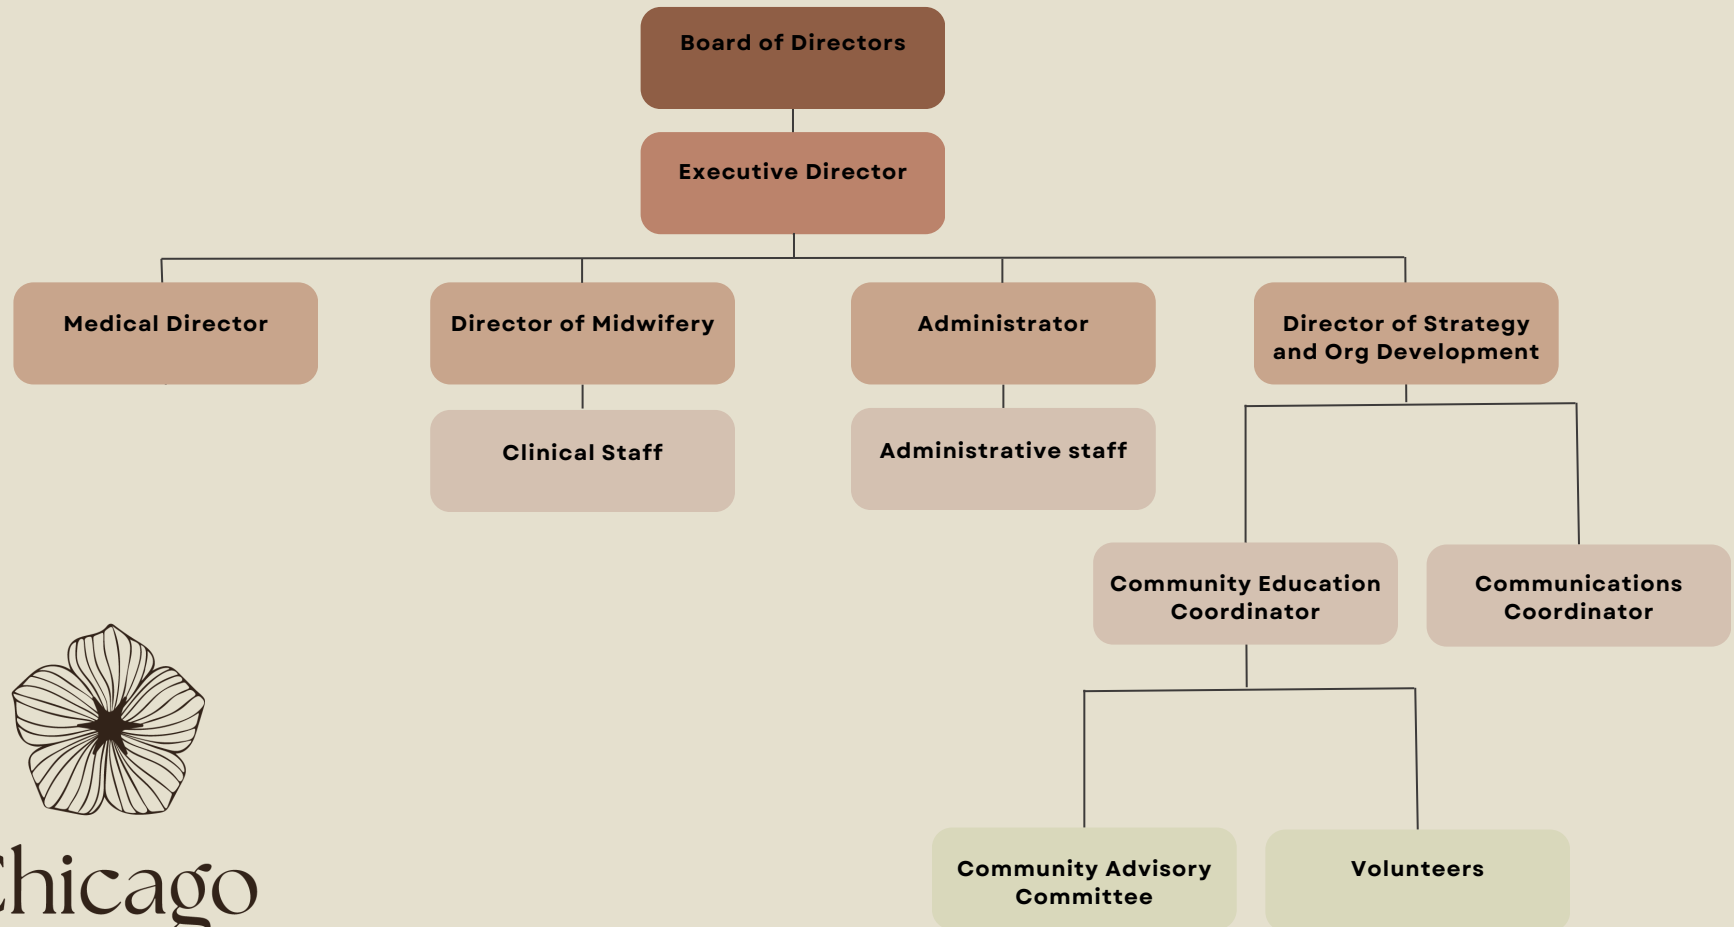 Board of Directors
Executive Director
Medical Director
Director of Midwifery
Administrator
Director of Strategy
and Org Development
Clinical Staff
Administrative staff
Community Education
Coordinator
Communications
Coordinator
Chicago
Community Advisory
Committee
Volunteers